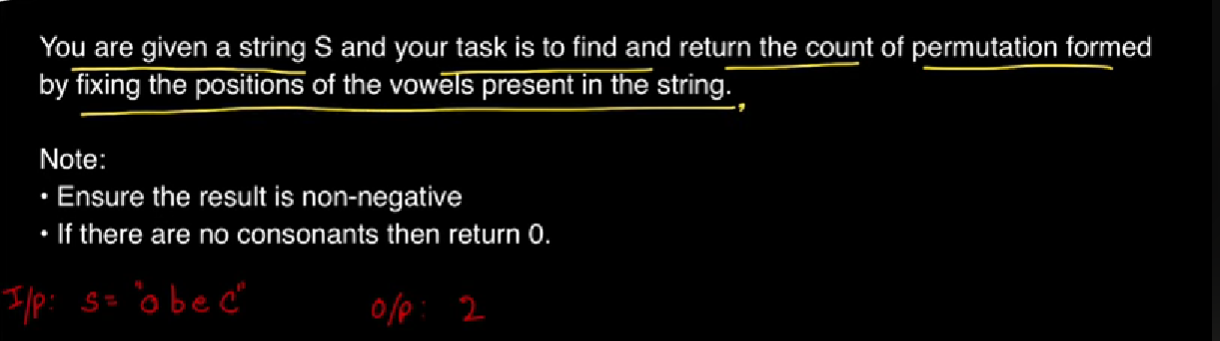 You are given a string S and your task is to find and return the count of permutation formed
by fixing the positions of the vowels present in the string.
Note:
• Ensure the result is non-negative
• If there are no consonants then return 0.
I/p: S= "abec" O/p: 2